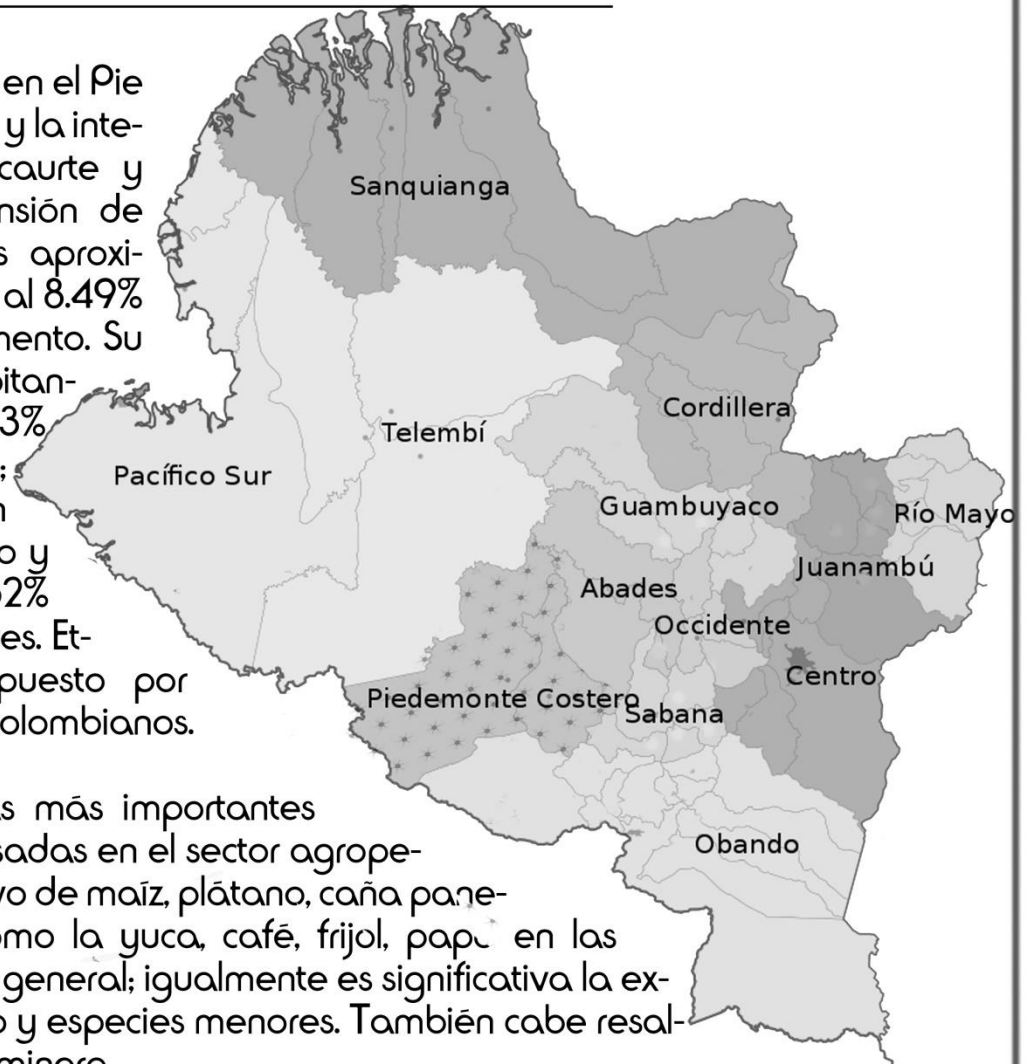 en el Pie
y la inte-
caurte y
nsión de
s aproxi-
al 8.49%
mento. Su
bitan-
3%
;
n
o y
52%
es. Et-
puesto por
olombianos.
s más importantes
sadas en el sector agrope-
vo de maíz, plátano, caña pane-
omo la yuca, café, frijol, en las
general; igualmente es significativa la ex-
o y especies menores. También cabe resal-
minero
Sanquianga
Cordillera
Telembí
Pacífico Sur
Guambuyaco
Río Mayo
Juanambú
Abades
Occidente
Centro
Piedemonte Costero
Sabana
Obando